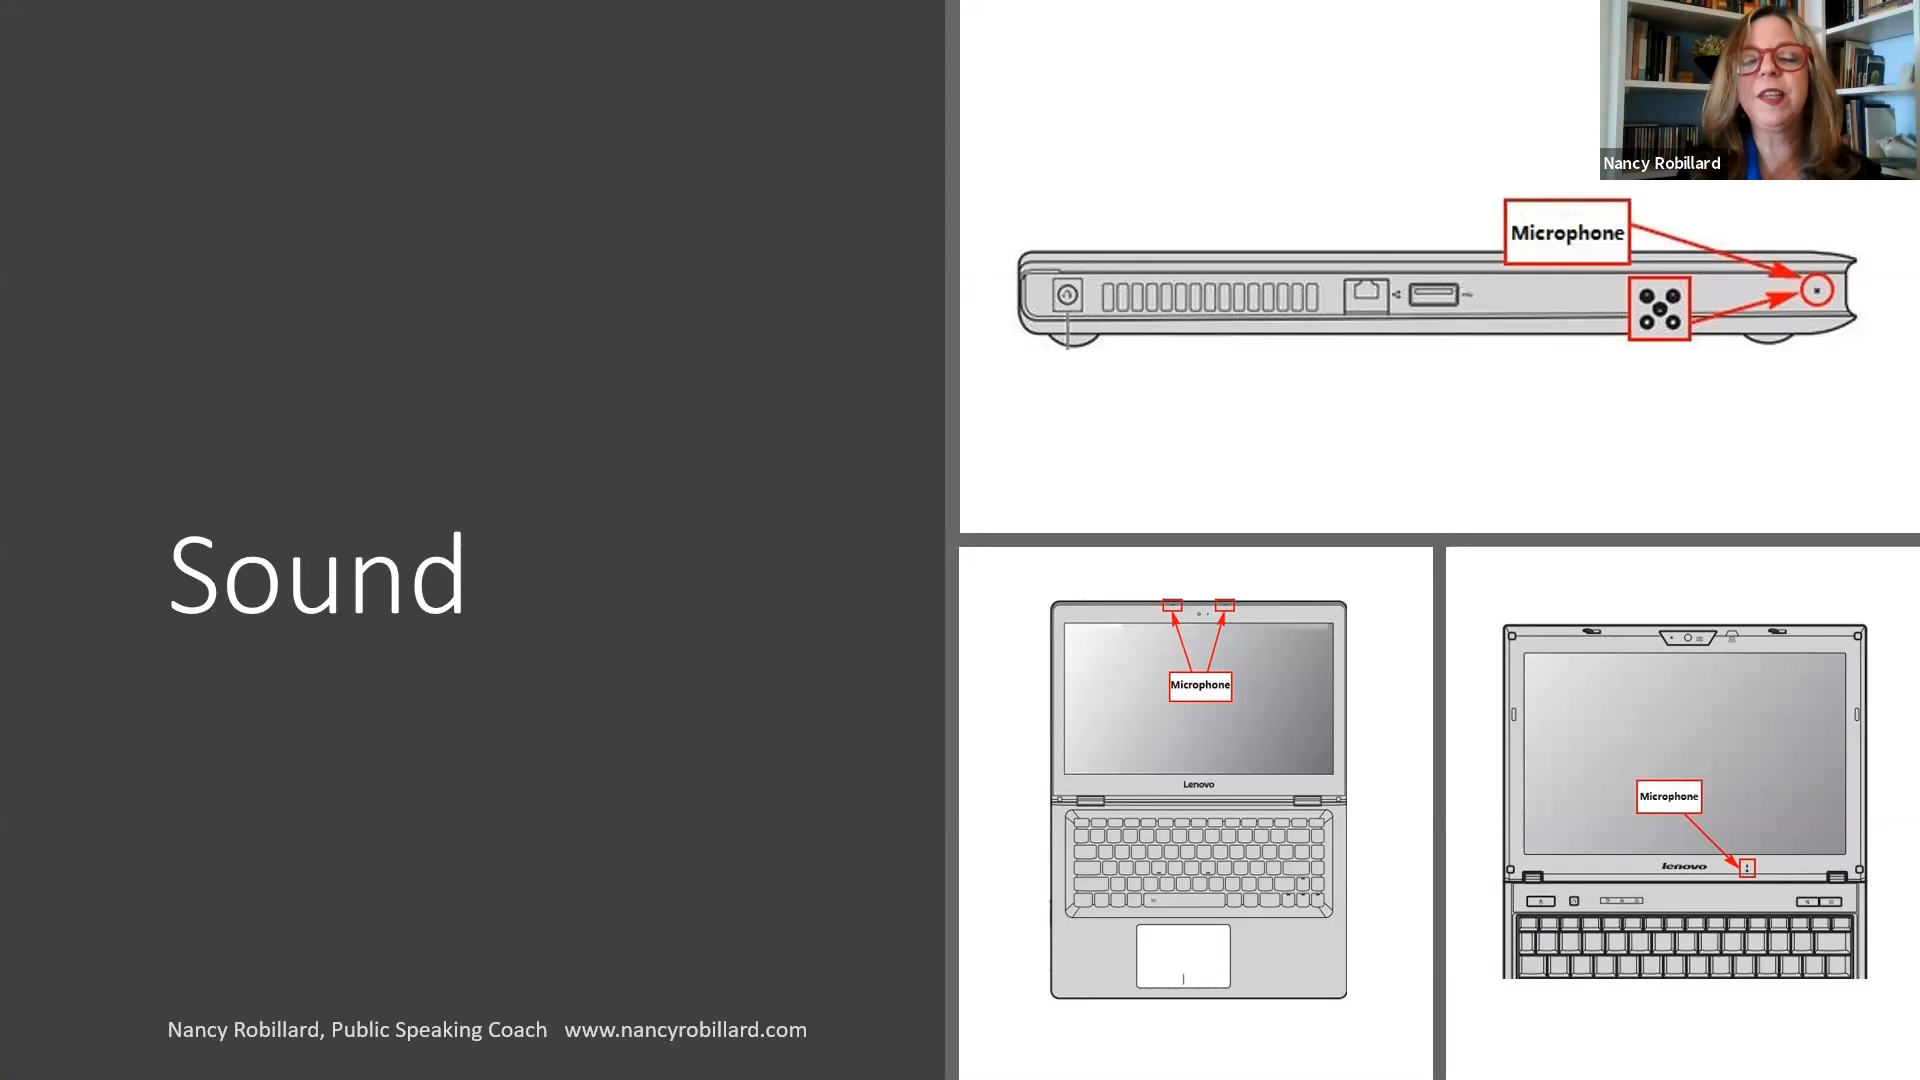 Nancy Robillard
Microphone
Sound
Microphone
Lenovo
Microphone
lenovo
Nancy Robillard, Public Speaking Coach www.nancyrobillard.com